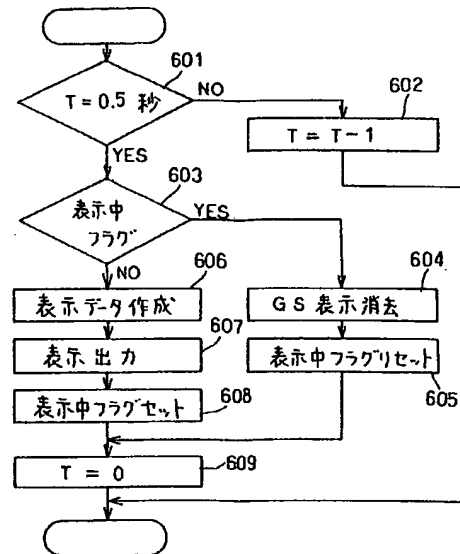 601
T = 0.5 秒
NO
602
T = T-1
YES
603
表示中
フラグ
YES
NO
606
604
表示データ作成
GS 表示消去
607
表示出力
表示中フラグリセット
605
表示中フラグセット
608
T = 0
609